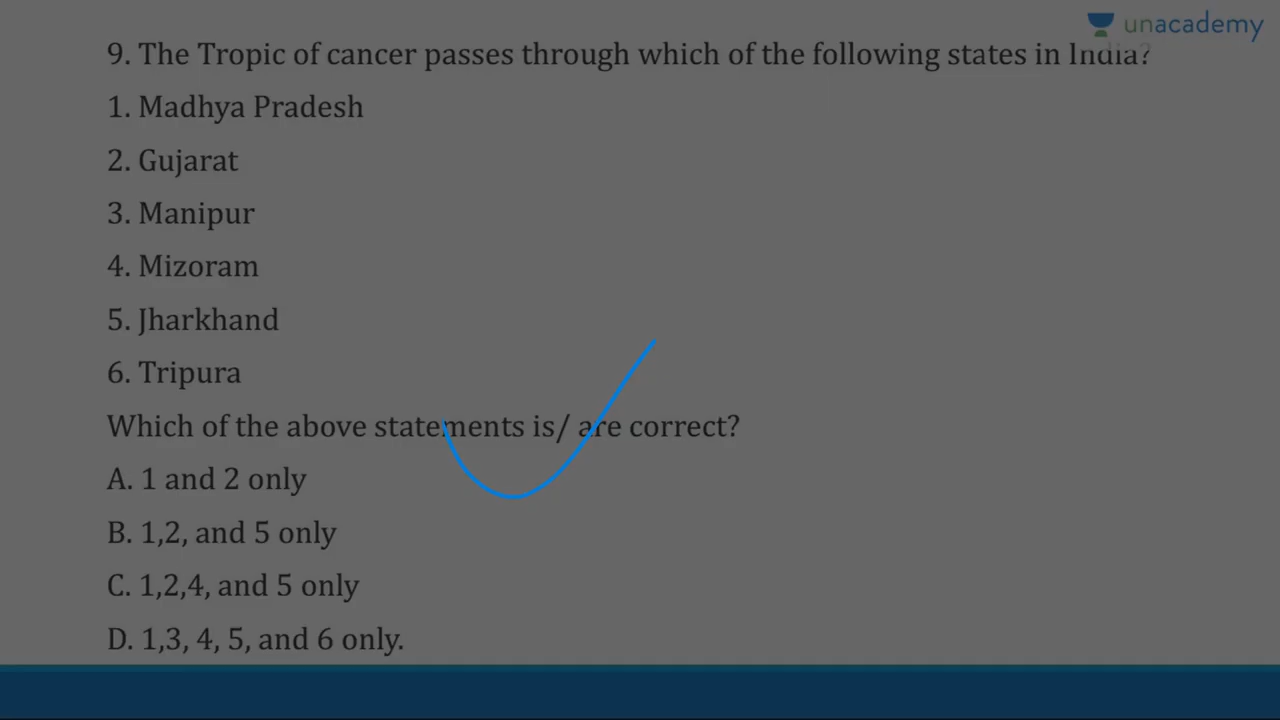 unacademy
9. The Tropic of cancer passes through which of the following states in India?
1. Madhya Pradesh
2. Gujarat
3. Manipur
4. Mizoram
5. Jharkhand
6. Tripura
Which of the above statements is/ are correct?
A. 1 and 2 only
B. 1,2, and 5 only
C. 1,2,4, and 5 only
D. 1,3, 4, 5, and 6 only.